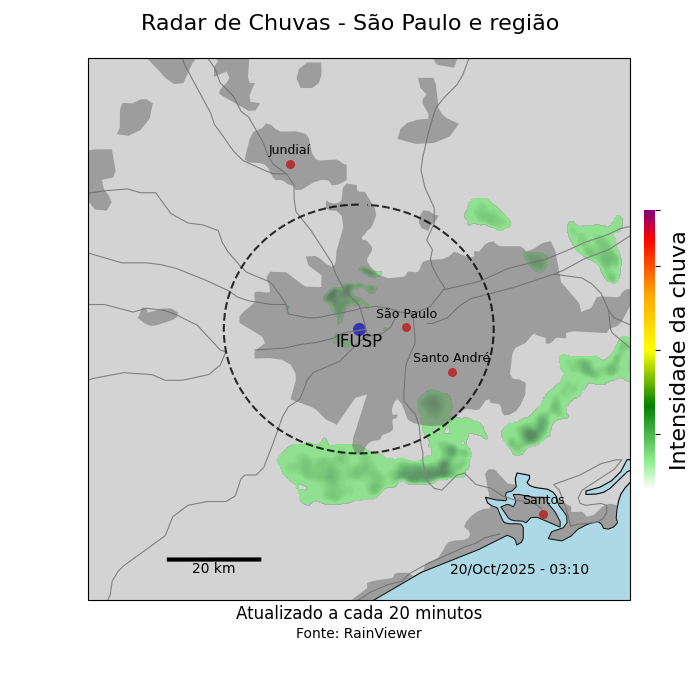 Radar de Chuvas - São Paulo e região
Jundiaí
São Paulo
IFUSP
Santo André
Santos
20 km
20/Oct/2025 - 03:10
Intensidade da chuva
Atualizado a cada 20 minutos
Fonte: RainViewer